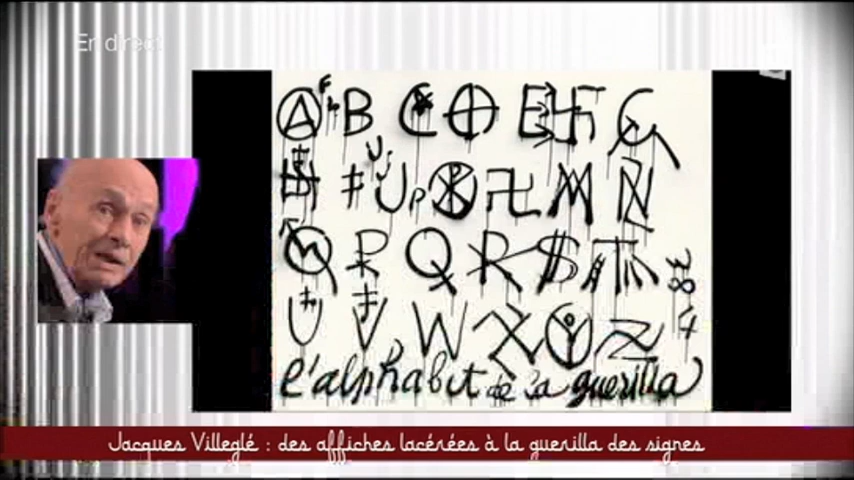 En direct
A B C D E F G
H I J K L M N
O P Q R S T
U V W X Y Z
l'alphabet de la guerilla
Jacques Villeglé : des affiches lacérées à la guerilla des signes